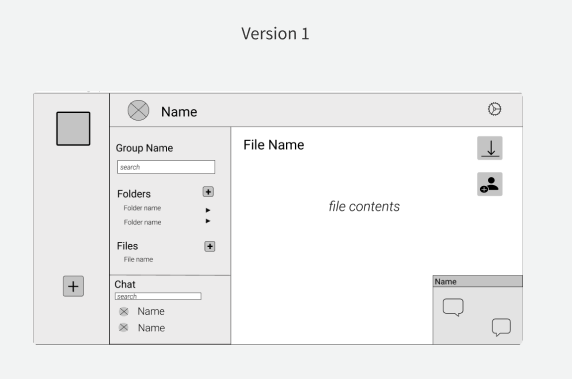 Version 1
Name
Group Name
search
Folders
Folder name
Folder name
Files
File name
Chat
search
Name
Name
File Name
file contents
Name